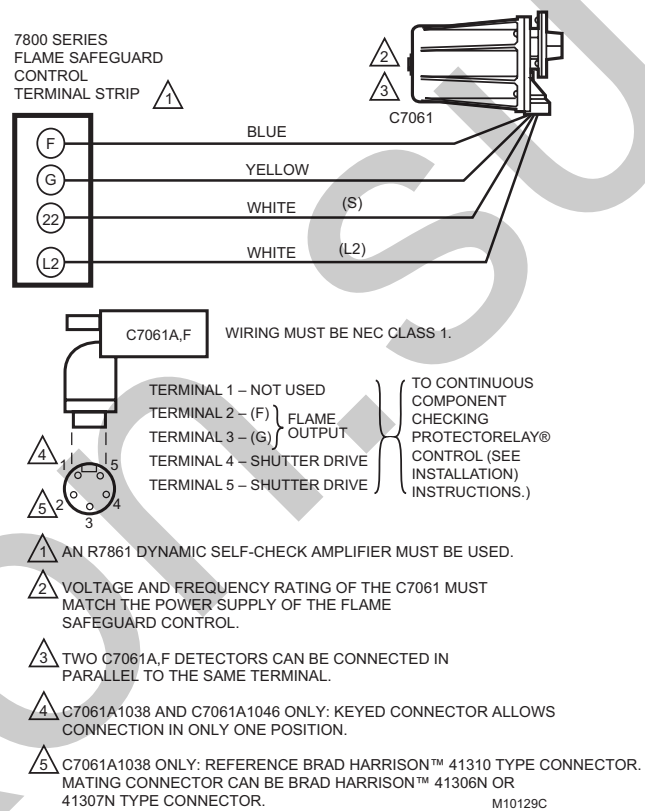 7800 SERIES
FLAME SAFEGUARD
CONTROL
TERMINAL STRIP
1
2
3
C7061
F
BLUE
G
YELLOW
22
WHITE (S)
L2
WHITE (L2)
C7061A,F
WIRING MUST BE NEC CLASS 1.
TERMINAL 1 – NOT USED
TERMINAL 2 – (F)
TERMINAL 3 – (G)
FLAME
OUTPUT
TERMINAL 4 – SHUTTER DRIVE
TERMINAL 5 – SHUTTER DRIVE
TO CONTINUOUS
COMPONENT
CHECKING
PROTECTORELAY®
CONTROL (SEE
INSTALLATION)
INSTRUCTIONS.)
4
1 5
5
2 4
3
1 AN R7861 DYNAMIC SELF-CHECK AMPLIFIER MUST BE USED.
2 VOLTAGE AND FREQUENCY RATING OF THE C7061 MUST
MATCH THE POWER SUPPLY OF THE FLAME
SAFEGUARD CONTROL.
3 TWO C7061A,F DETECTORS CAN BE CONNECTED IN
PARALLEL TO THE SAME TERMINAL.
4 C7061A1038 AND C7061A1046 ONLY: KEYED CONNECTOR ALLOWS
CONNECTION IN ONLY ONE POSITION.
5 C7061A1038 ONLY: REFERENCE BRAD HARRISON™ 41310 TYPE CONNECTOR.
MATING CONNECTOR CAN BE BRAD HARRISON™ 41306N OR
41307N TYPE CONNECTOR.
M10129C